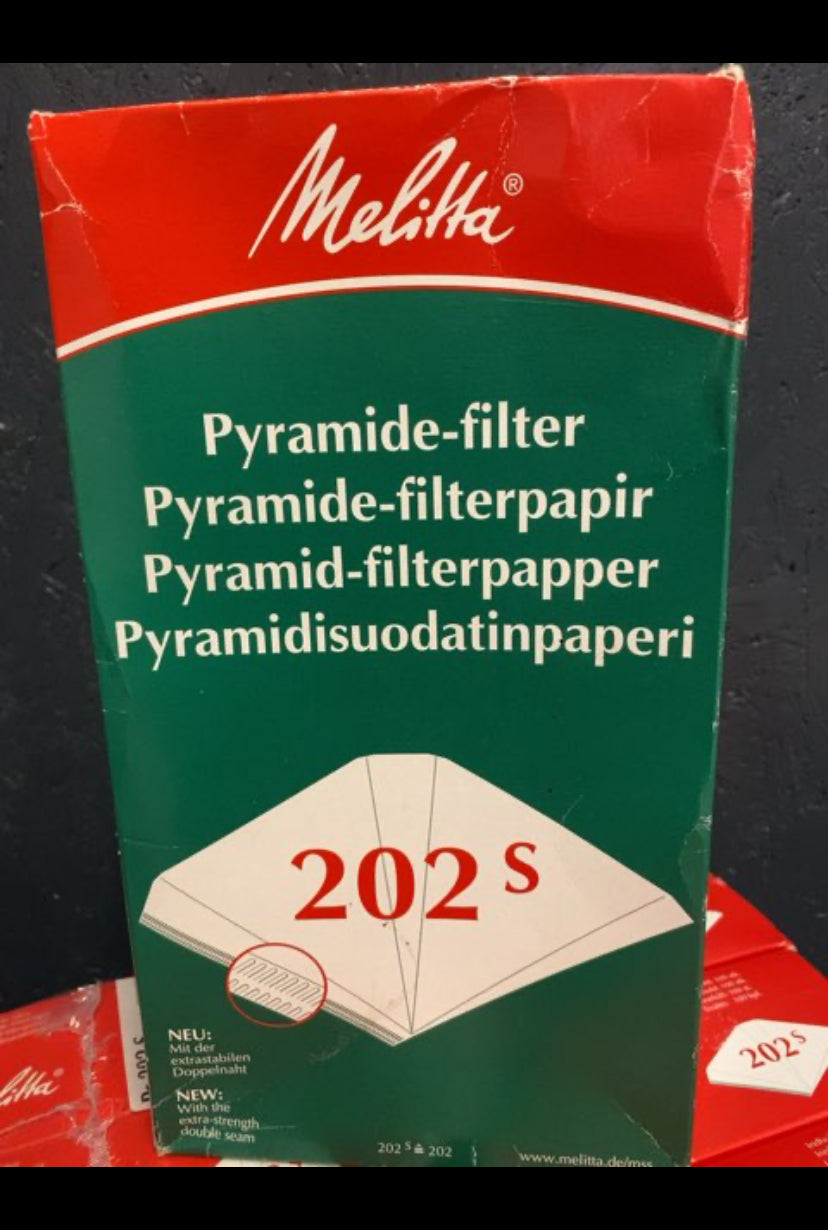 Melitta®
Pyramide-filter
Pyramide-filterpapir
Pyramid-filterpapper
Pyramidisuodatinpaperi
202 S
NEU:
Mit der
extrastabilen
Doppelnaht
NEW:
With the
extra-strength
double seam
202 S ≙ 202
www.melitta.de/mss
litta®
202 S